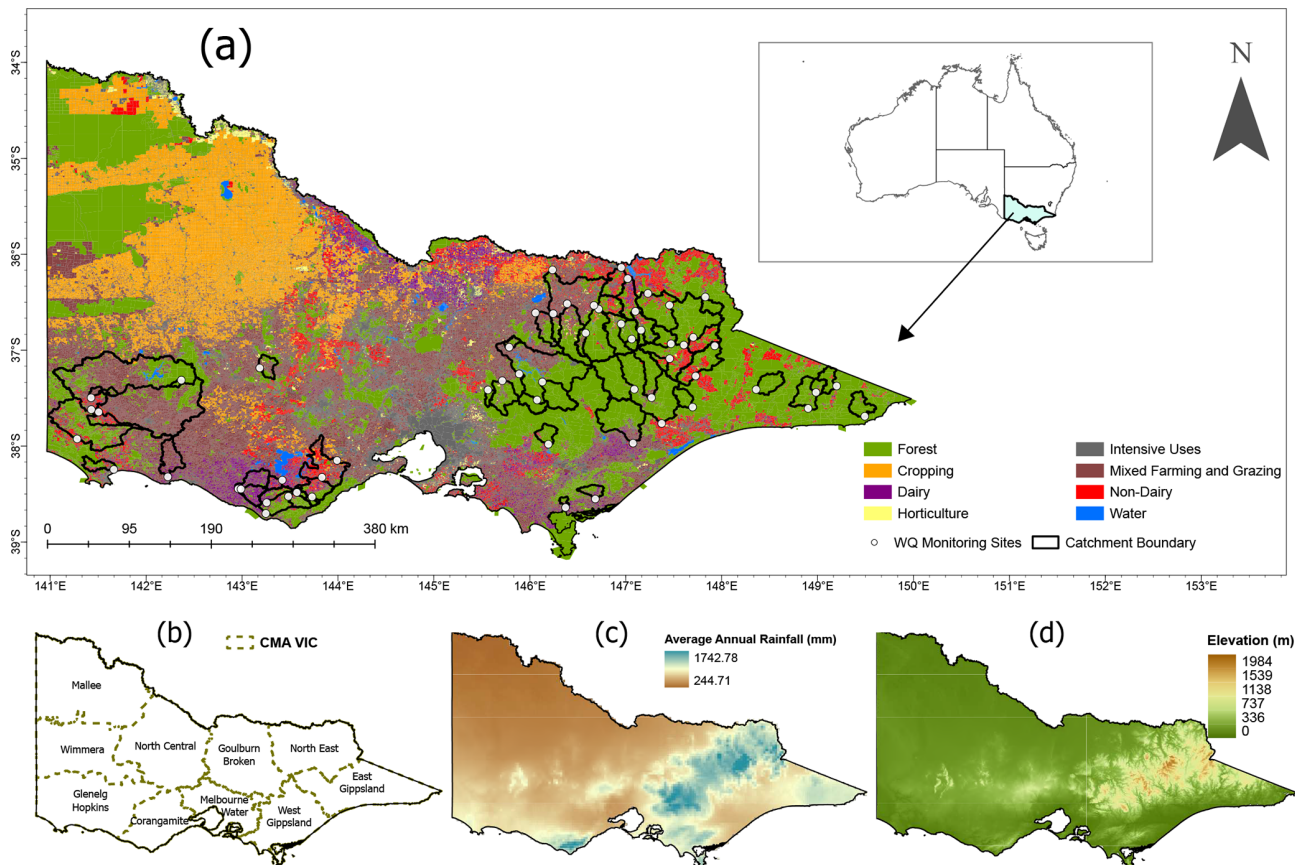 (a)
N
34°S
35°S
36°S
37°S
38°S
39°S
Forest
Cropping
Dairy
Horticulture
Intensive Uses
Mixed Farming and Grazing
Non-Dairy
Water
WQ Monitoring Sites
Catchment Boundary
0 95 190 380 km
141°E 142°E 143°E 144°E 145°E 146°E 147°E 148°E 149°E 150°E 151°E 152°E 153°E
(b)
CMA VIC
Mallee
Wimmera
North Central
Goulburn
Broken
North East
East
Gippsland
Glenelg
Hopkins
Corangamite
Melbourne
Water
West
Gippsland
(c)
Average Annual Rainfall (mm)
1742.78
244.71
(d)
Elevation (m)
1984
1539
1138
737
336
0